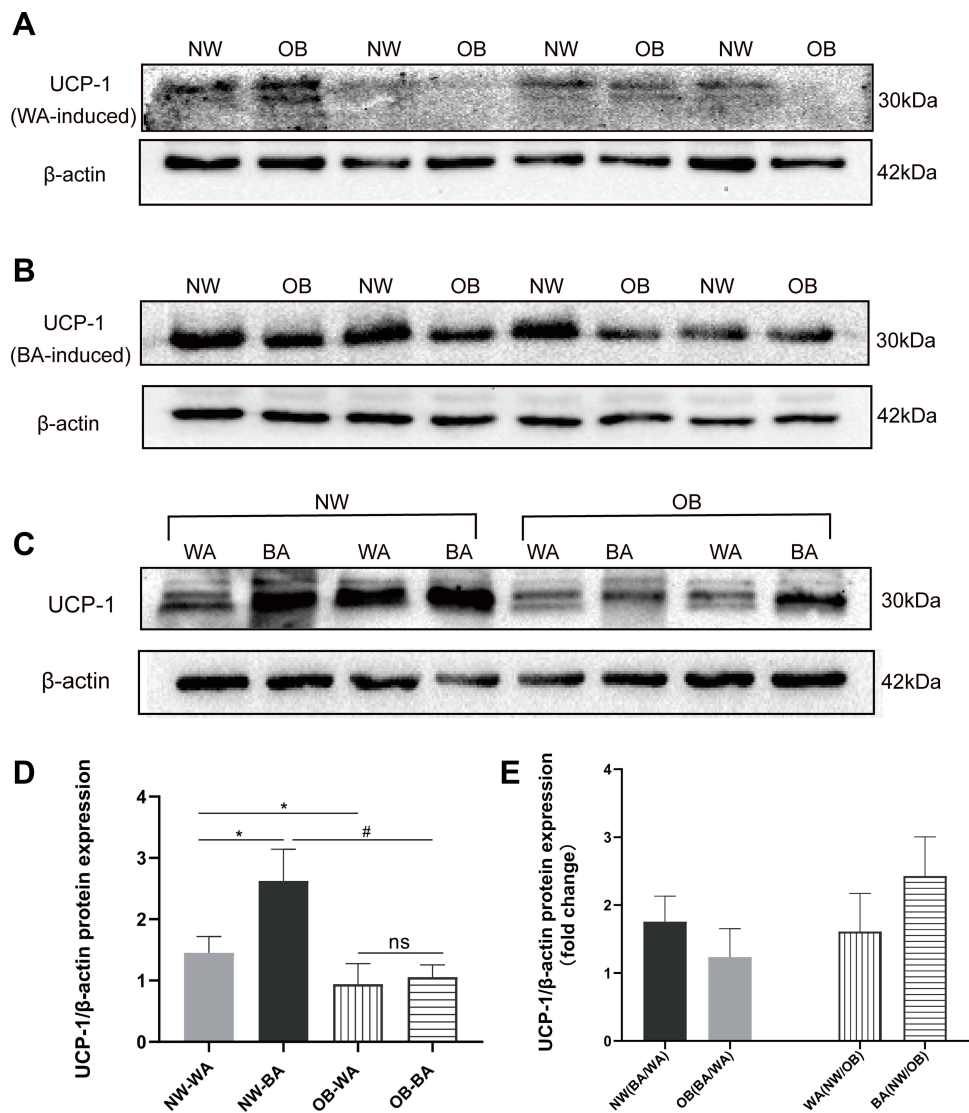 A
NW OB NW OB NW OB NW OB
UCP-1
(WA-induced)
30kDa
β-actin
42kDa
B
NW OB NW OB NW OB NW OB
UCP-1
(BA-induced)
30kDa
β-actin
42kDa
C
NW OB
WA BA WA BA WA BA WA BA
UCP-1
30kDa
β-actin
42kDa
D
UCP-1/β-actin protein expression
4
3
2
1
0
*
*
#
ns
NW-WA
NW-BA
OB-WA
OB-BA
E
UCP-1/β-actin protein expression
(fold change)
4
3
2
1
0
NW(BA/WA)
OB(BA/WA)
WA(NW/OB)
BA(NW/OB)